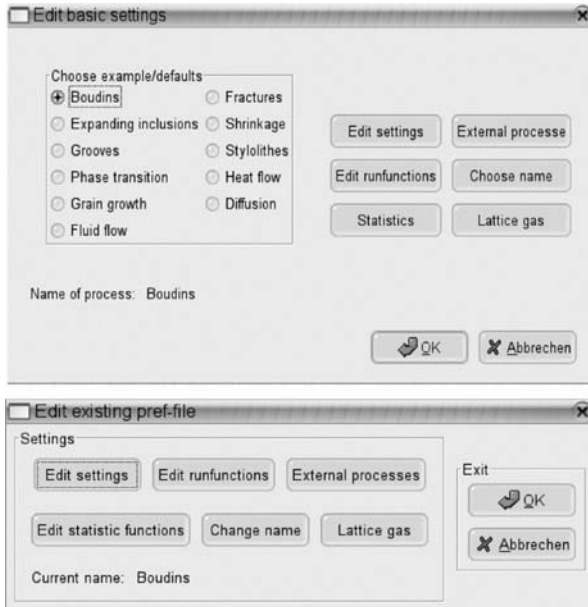 Edit basic settings
Choose example/defaults
Boudins
Fractures
Expanding inclusions
Shrinkage
Grooves
Stylolithes
Phase transition
Heat flow
Grain growth
Diffusion
Fluid flow
Edit settings
External processe
Edit runfunctions
Choose name
Statistics
Lattice gas
Name of process: Boudins
OK
Abbrechen
Edit existing pref-file
Settings
Edit settings
Edit runfunctions
External processes
Edit statistic functions
Change name
Lattice gas
Current name: Boudins
Exit
OK
Abbrechen